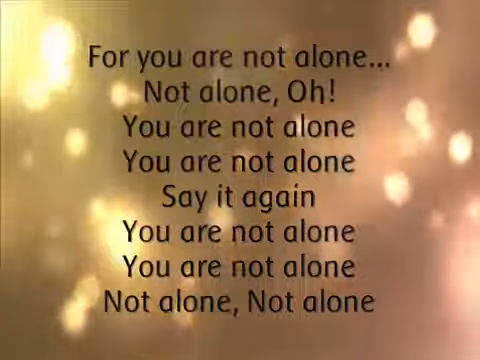 For you are not alone...
Not alone, Oh!
You are not alone
You are not alone
Say it again
You are not alone
You are not alone
Not alone, Not alone